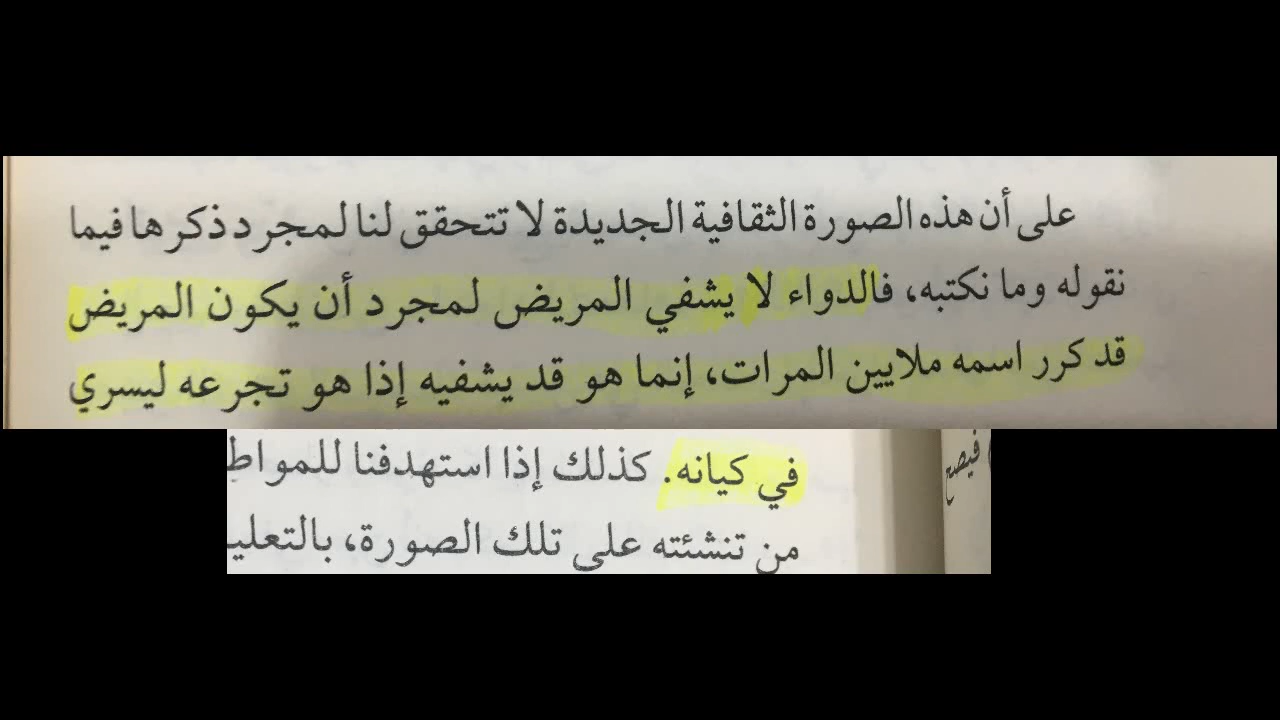 على أن هذه الصورة الثقافية الجديدة لا تتحقق لنا لمجرد ذكرها فيما
نقوله وما نكتبه، فالدواء لا يشفي المريض لمجرد أن يكون المريض
قد كرر اسمه ملايين المرات، إنما هو قد يشفيه إذا هو تجرعه ليسري
في كيانه. كذلك إذا استهدفنا
من تنشئته على تلك الصورة،
فيصح